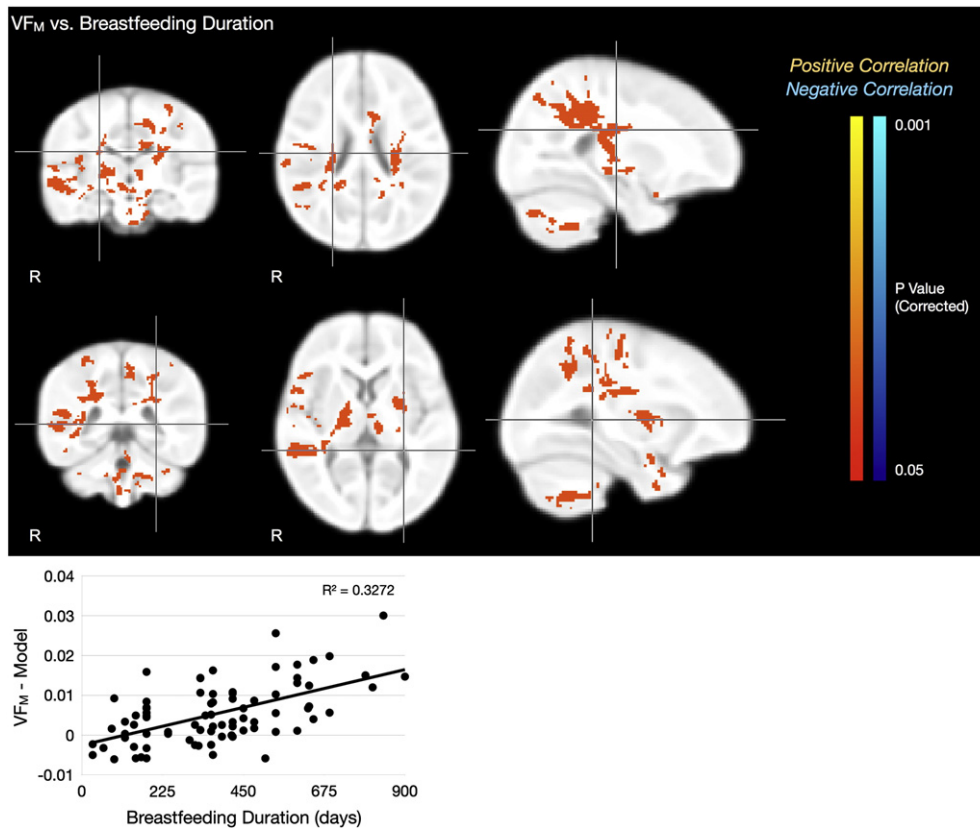 VFM vs. Breastfeeding Duration
Positive Correlation
Negative Correlation
0.001
P Value
(Corrected)
0.05
R
R
R
R
0.04
0.03
0.02
0.01
0
-0.01
R² = 0.3272
VFM - Model
0
225
450
675
900
Breastfeeding Duration (days)